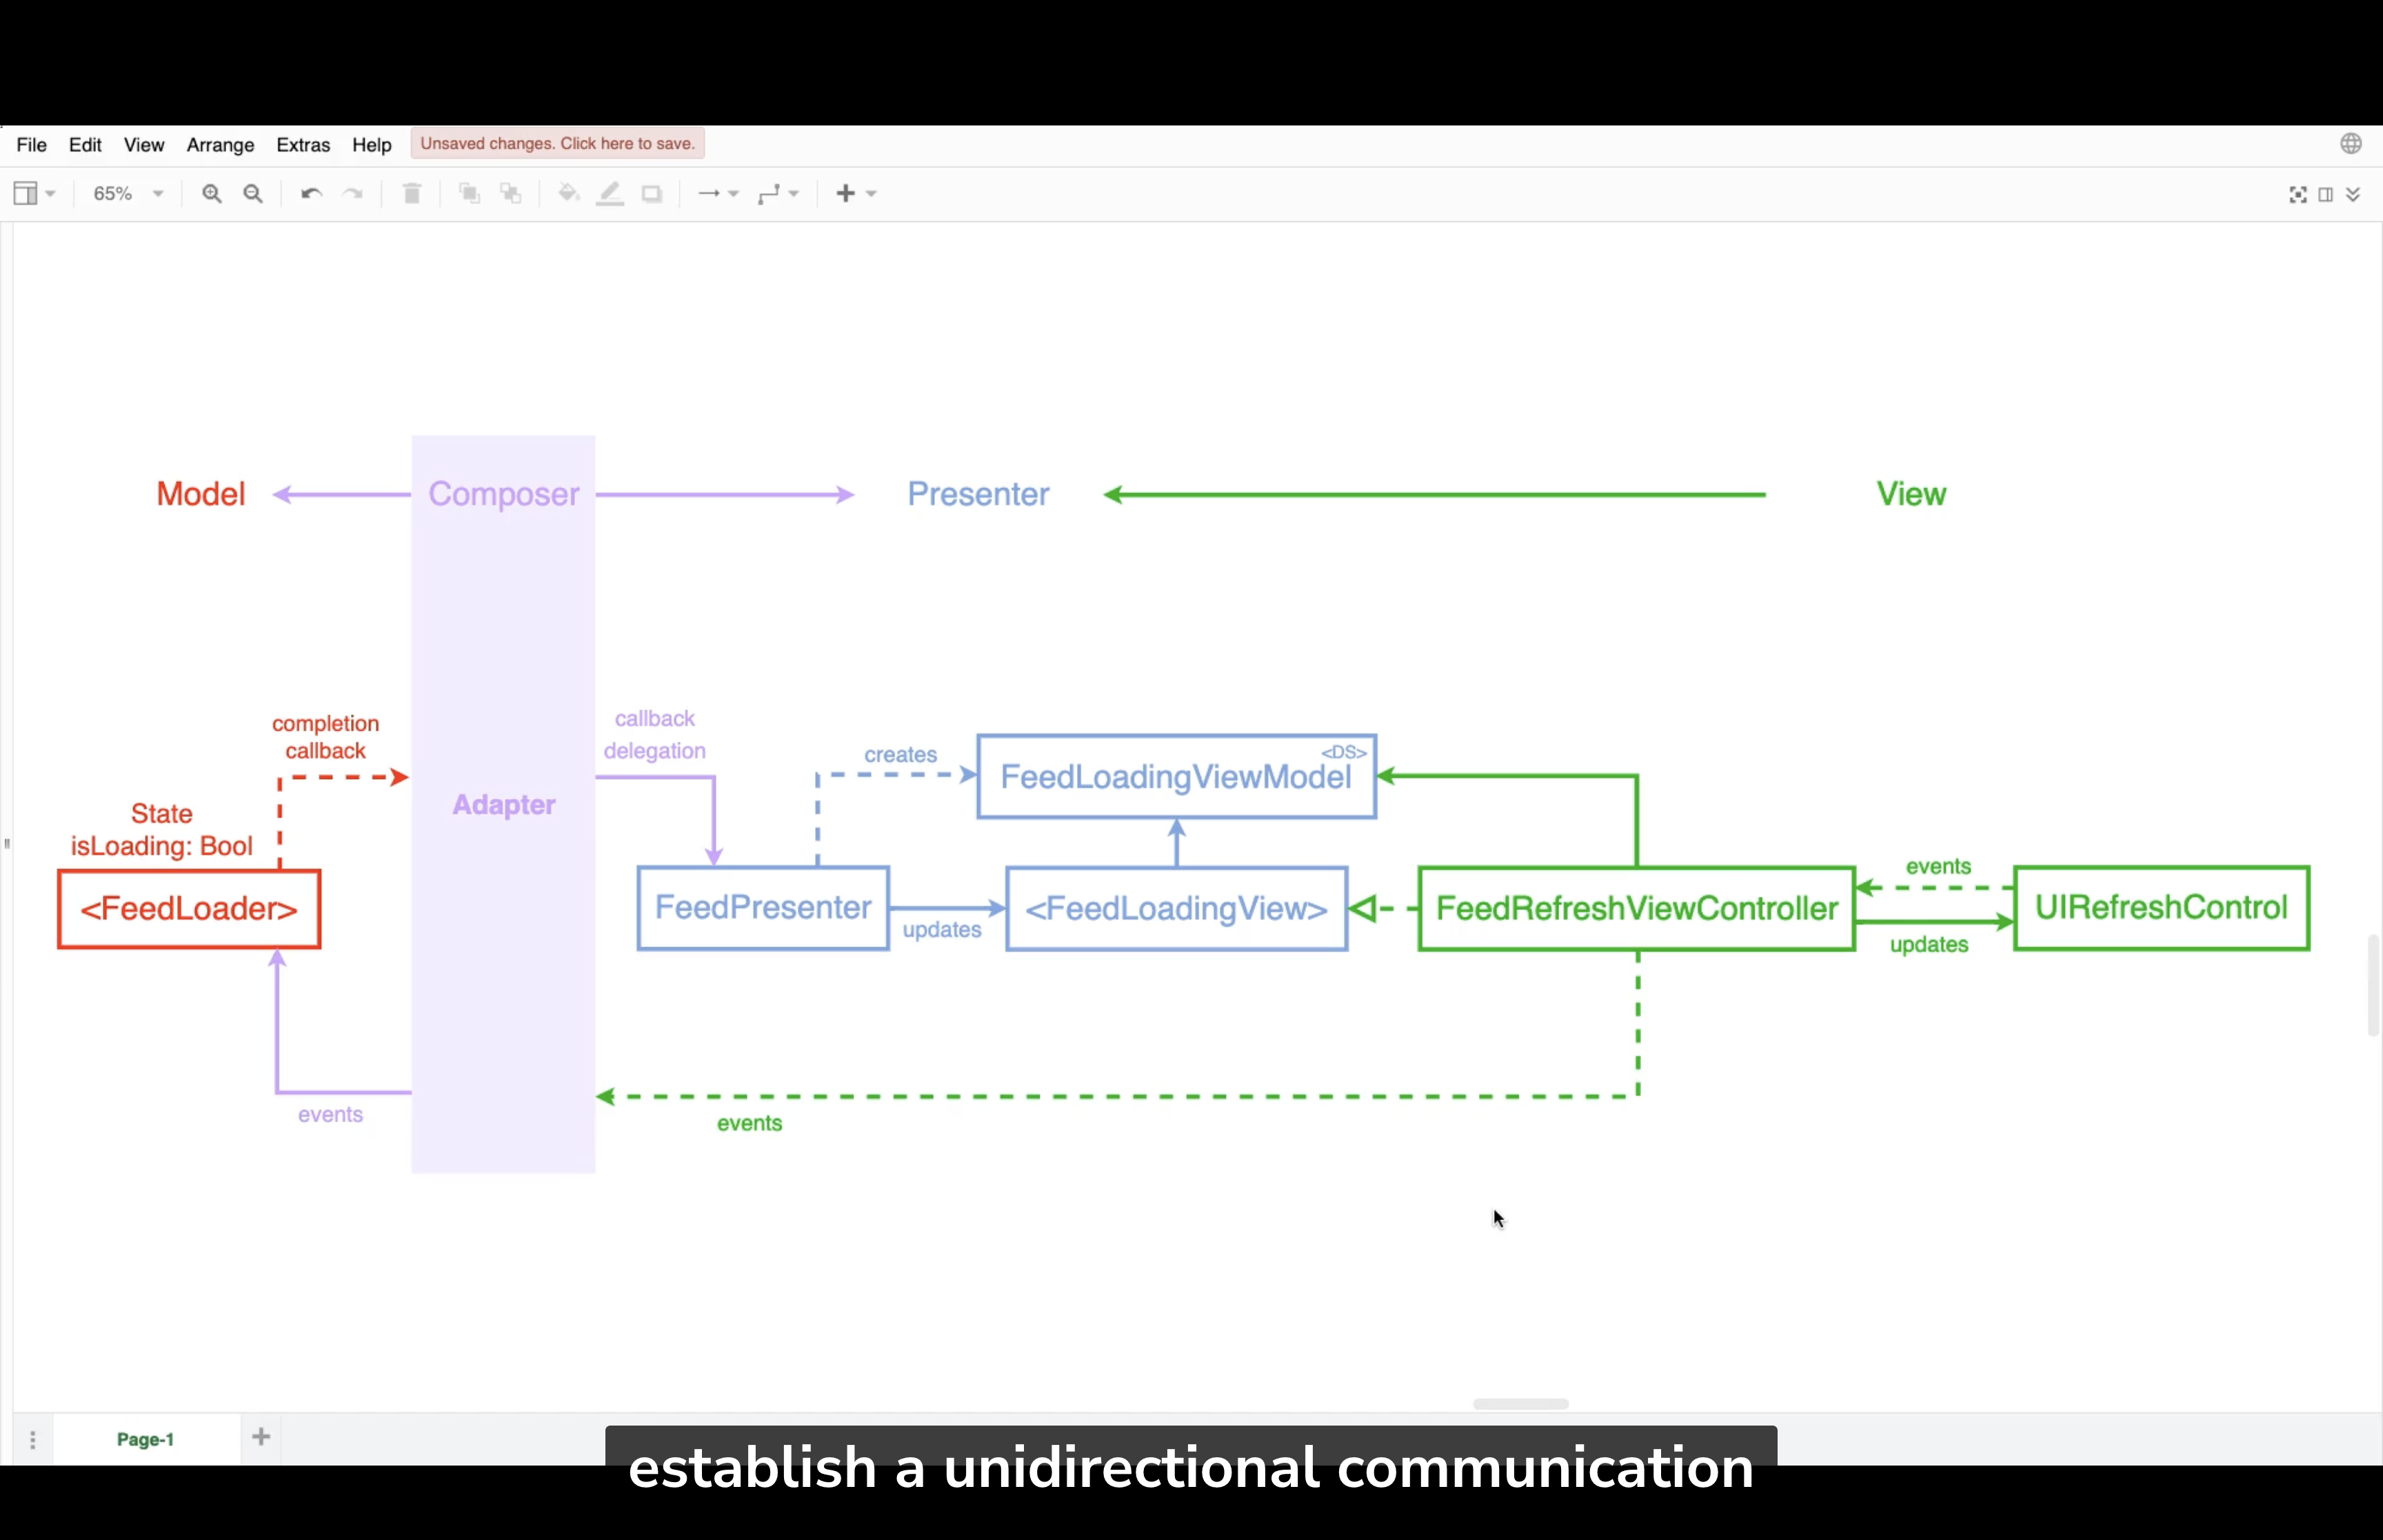 File Edit View Arrange Extras Help Unsaved changes. Click here to save.
65%
Model Composer Presenter View
completion
callback
callback
delegation
creates
<DS>
FeedLoadingViewModel
Adapter
State
isLoading: Bool
<FeedLoader>
FeedPresenter
updates
<FeedLoadingView>
FeedRefreshViewController
events
updates
UIRefreshControl
events
events
Page-1
establish a unidirectional communication